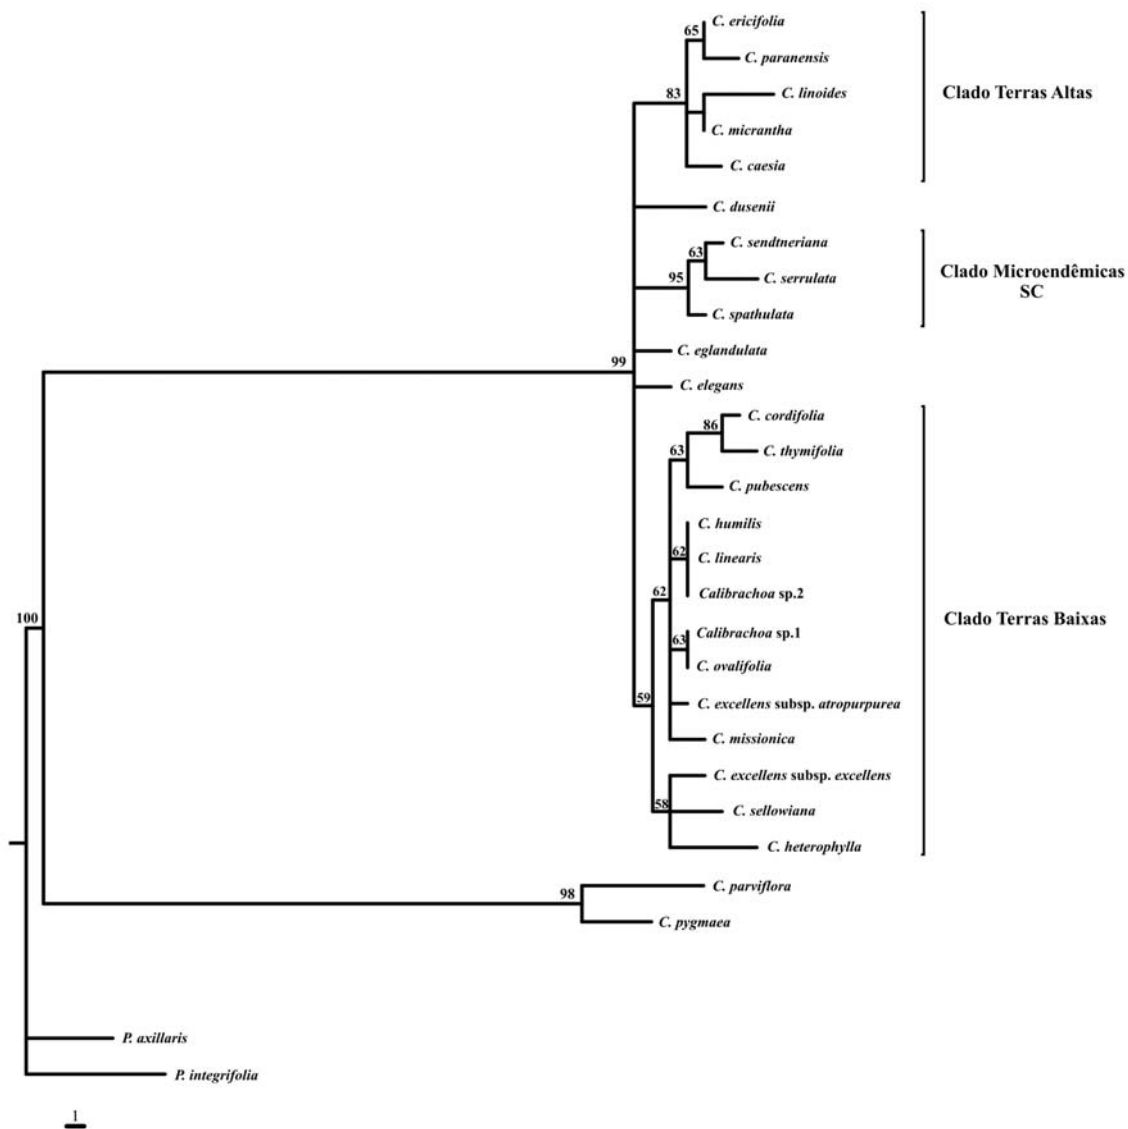 C. ericifolia
65
C. paranensis
83
C. linoides
Clado Terras Altas
C. micrantha
C. caesia
C. dusenii
C. sendtneriana
63
95
C. serrulata
Clado Microendêmicas
SC
C. spathulata
C. eglandulata
99
C. elegans
C. cordifolia
86
C. thymifolia
63
C. pubescens
C. humilis
62
C. linearis
62
Calibrachoa sp.2
100
Calibrachoa sp.1
Clado Terras Baixas
63
C. ovalifolia
59
C. excellens subsp. atropurpurea
C. missionica
C. excellens subsp. excellens
58
C. sellowiana
C. heterophylla
98
C. parviflora
C. pygmaea
P. axillaris
P. integrifolia
1